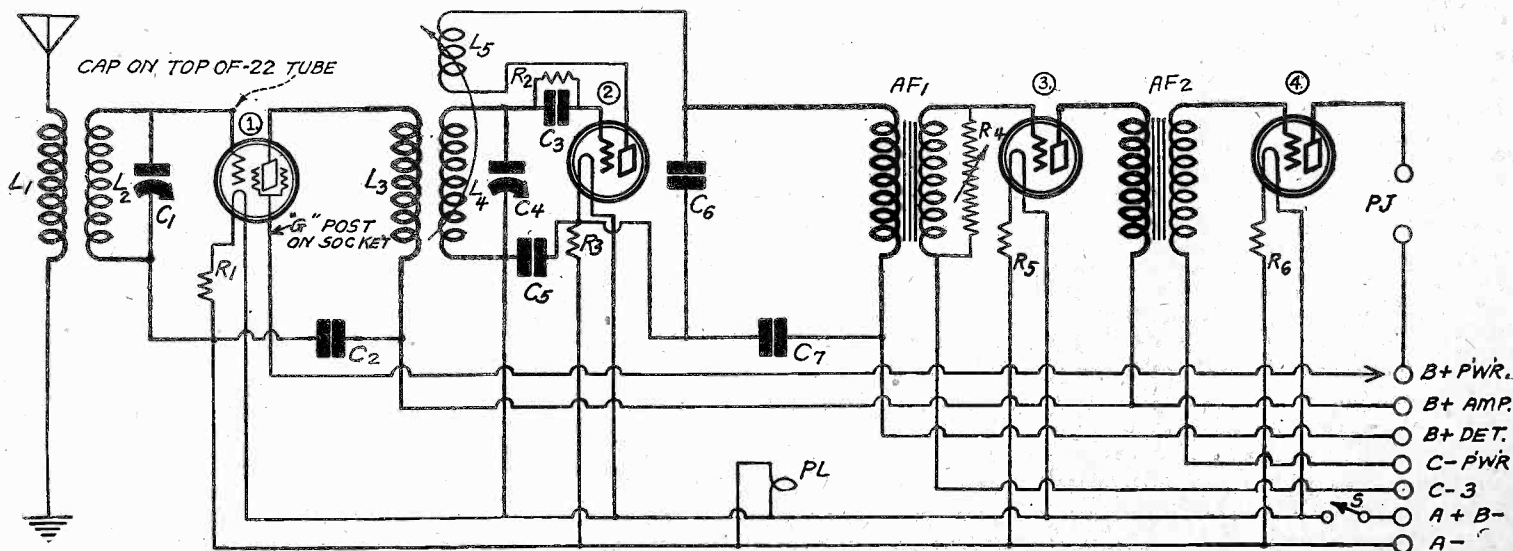 CAP ON TOP OF -22 TUBE
L1
L2
C1
①
"G" POST
ON SOCKET
R1
C2
L3
L5
L4
R2
C3
②
C4
C5
R3
C6
C7
AF1
R4
③
R5
AF2
④
R6
PJ
B+ PWR.
B+ AMP.
B+ DET.
C- PWR
C-3
PL
S
A+ B-
A-